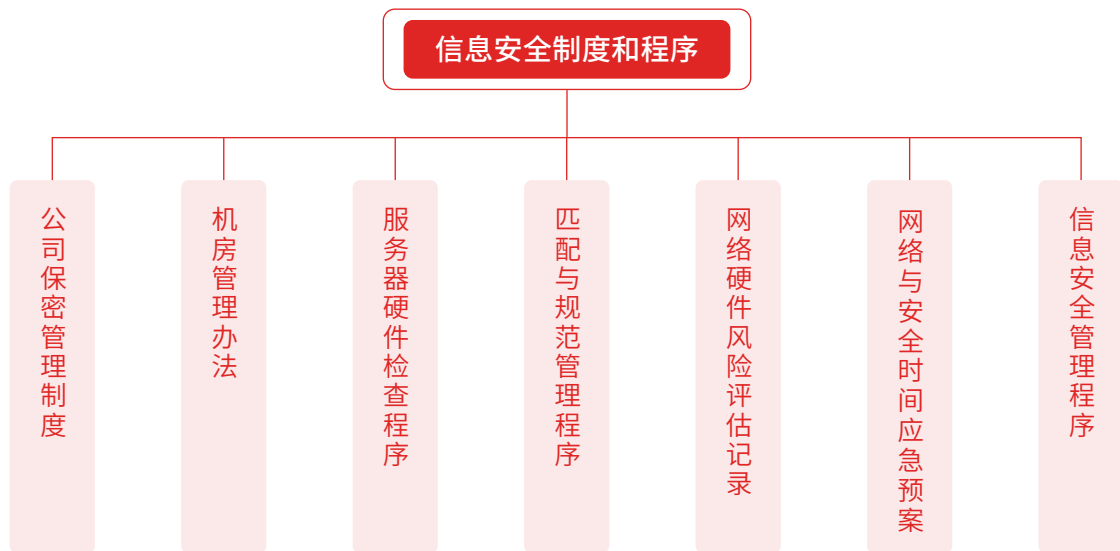 信息安全制度和程序
公司保密管理制度
机房管理办法
服务器硬件检查程序
匹配与规范管理程序
网络硬件风险评估记录
网络与安全时间应急预案
信息安全管理程序